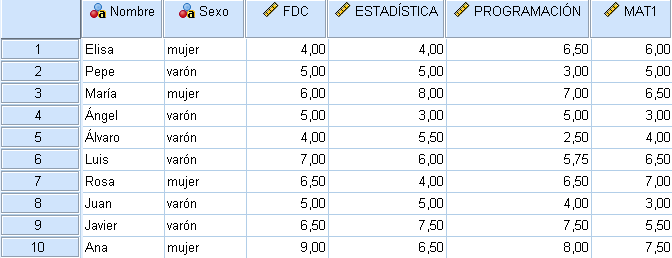 Nombre Sexo FDC ESTADÍSTICA PROGRAMACIÓN MAT1
1 Elisa mujer 4,00 4,00 6,50 6,00
2 Pepe varón 5,00 5,00 3,00 5,00
3 María mujer 6,00 8,00 7,00 6,50
4 Ángel varón 5,00 3,00 5,00 3,00
5 Álvaro varón 4,00 5,50 2,50 4,00
6 Luis varón 7,00 6,00 5,75 6,50
7 Rosa mujer 6,50 4,00 6,50 7,00
8 Juan varón 5,00 5,00 4,00 3,00
9 Javier varón 6,50 7,50 7,50 5,50
10 Ana mujer 9,00 6,50 8,00 7,50